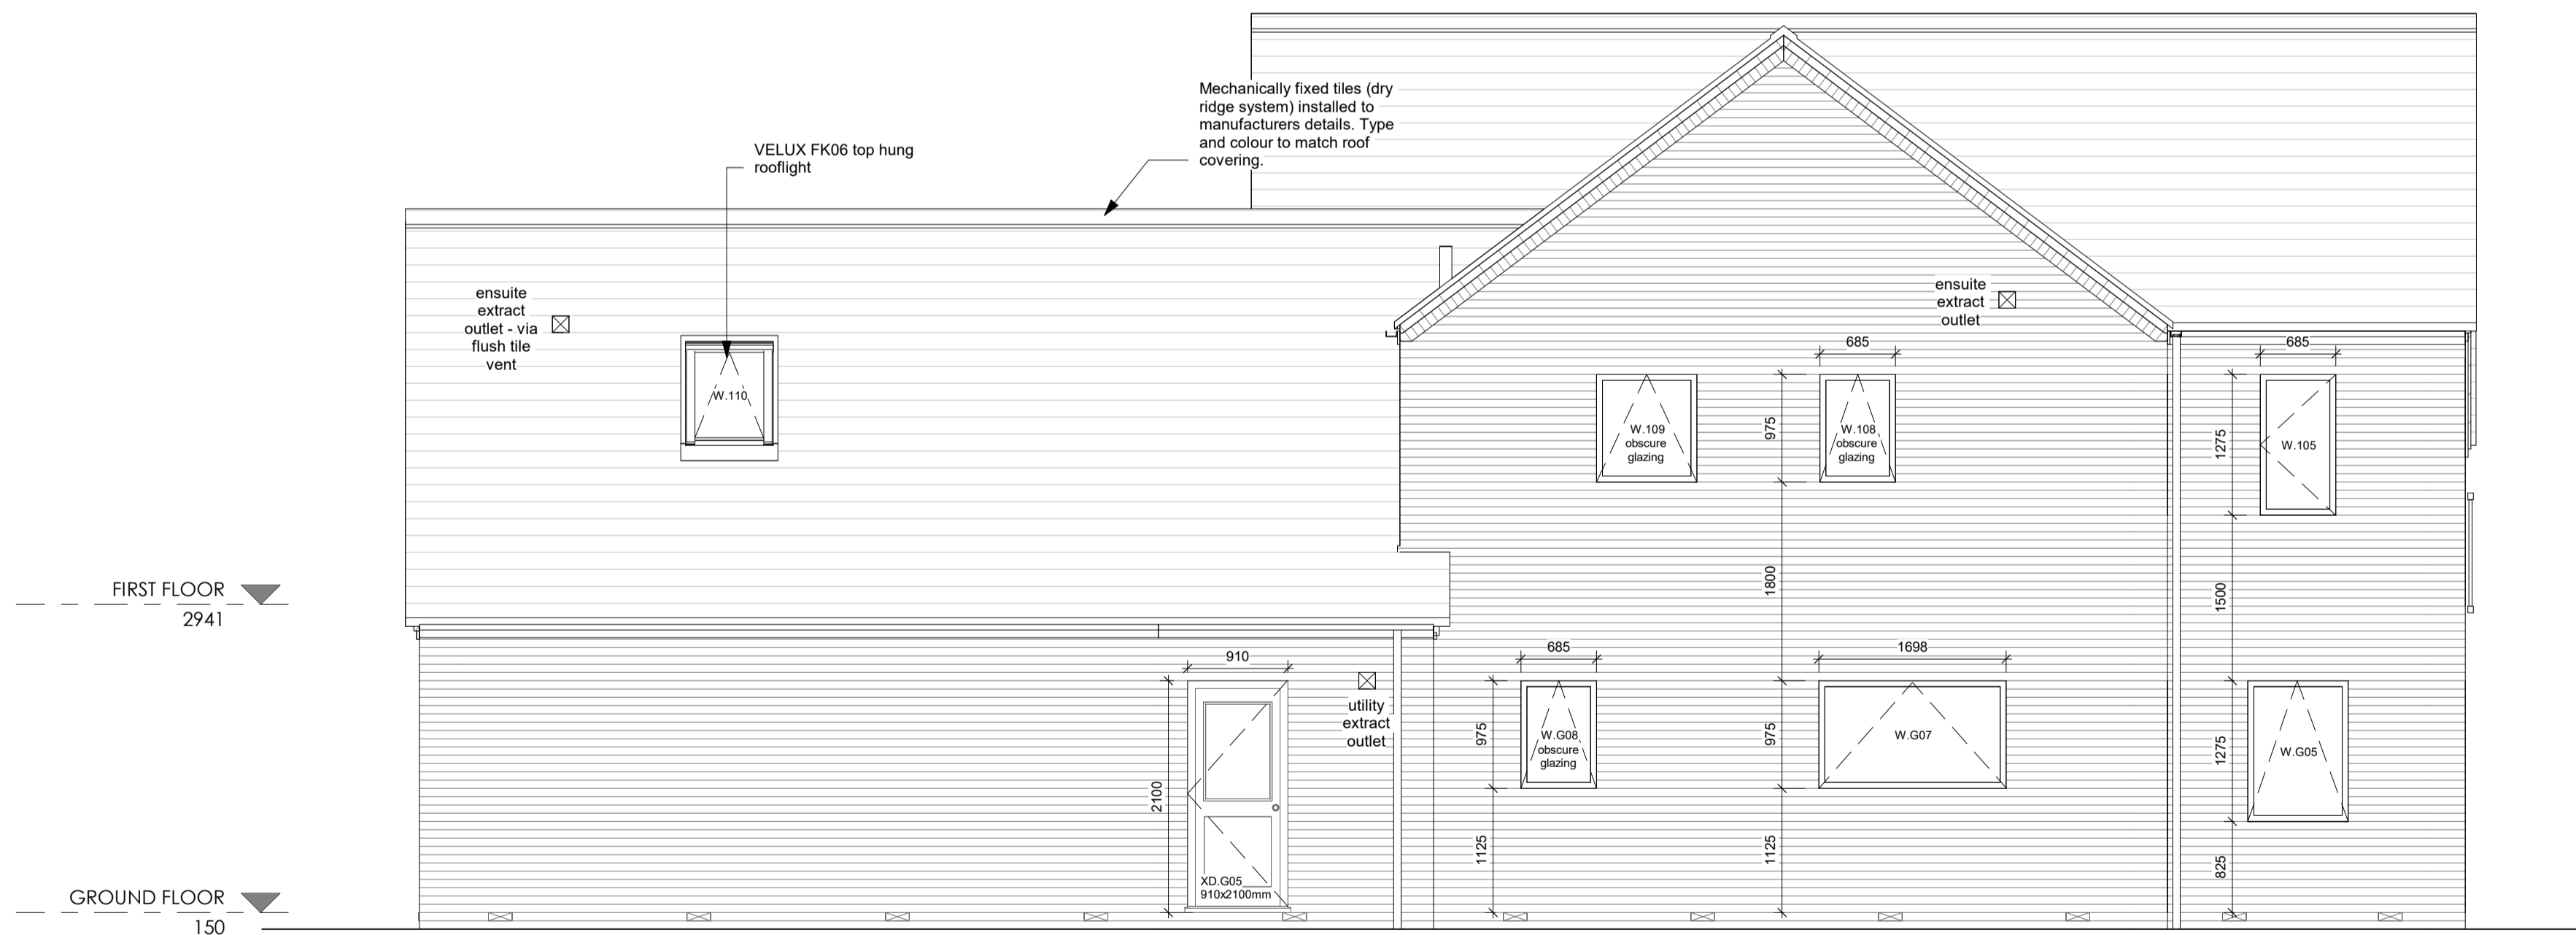 Mechanically fixed tiles (dry
ridge system) installed to
manufacturers details. Type
and colour to match roof
covering.
VELUX FK06 top hung
rooflight
ensuite
extract
outlet - via
flush tile
vent
W.110
ensuite
extract
outlet
685
685
975
W.109
obscure
glazing
W.108
obscure
glazing
1275
W.105
FIRST FLOOR
2941
1800
1500
910
685
1698
utility
extract
outlet
2100
975
W.G08
obscure
glazing
975
W.G07
1275
W.G05
1125
1125
825
XD.G05
910x2100mm
GROUND FLOOR
150